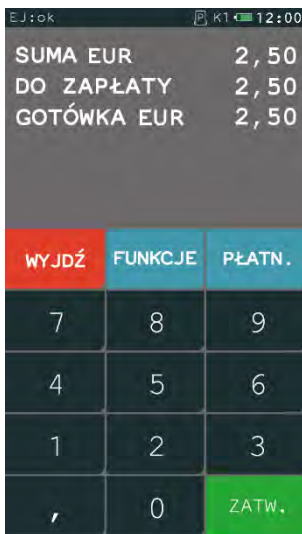 EJ:ok P K1 12:00
SUMA EUR 2,50
DO ZAPŁATY 2,50
GOTÓWKA EUR 2,50
WYJDŹ FUNKCJE PŁATN.
7 8 9
4 5 6
1 2 3
, 0 ZATW.